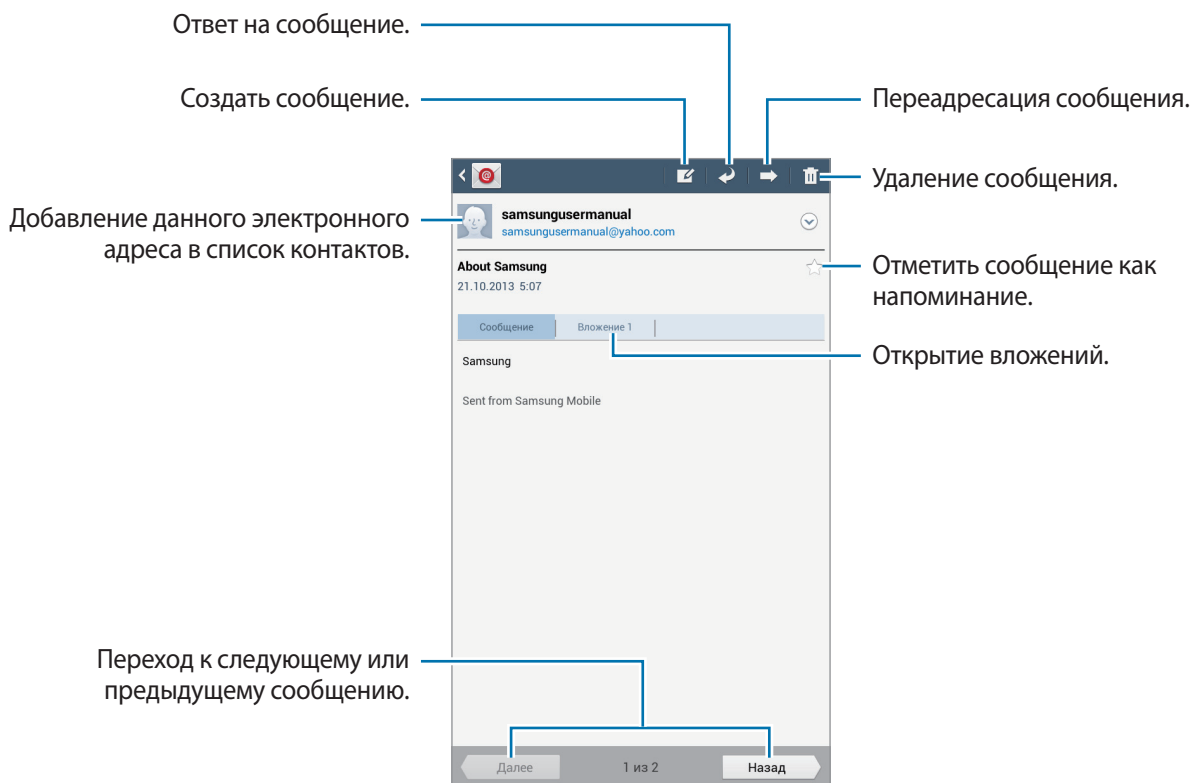 Ответ на сообщение.
Создать сообщение.
Переадресация сообщения.
Удаление сообщения.
Добавление данного электронного
адреса в список контактов.
samsungusermanual
samsungusermanual@yahoo.com
About Samsung
21.10.2013 5:07
Отметить сообщение как
напоминание.
Сообщение
Вложение 1
Открытие вложений.
Samsung
Sent from Samsung Mobile
Переход к следующему или
предыдущему сообщению.
Далее
1 из 2
Назад